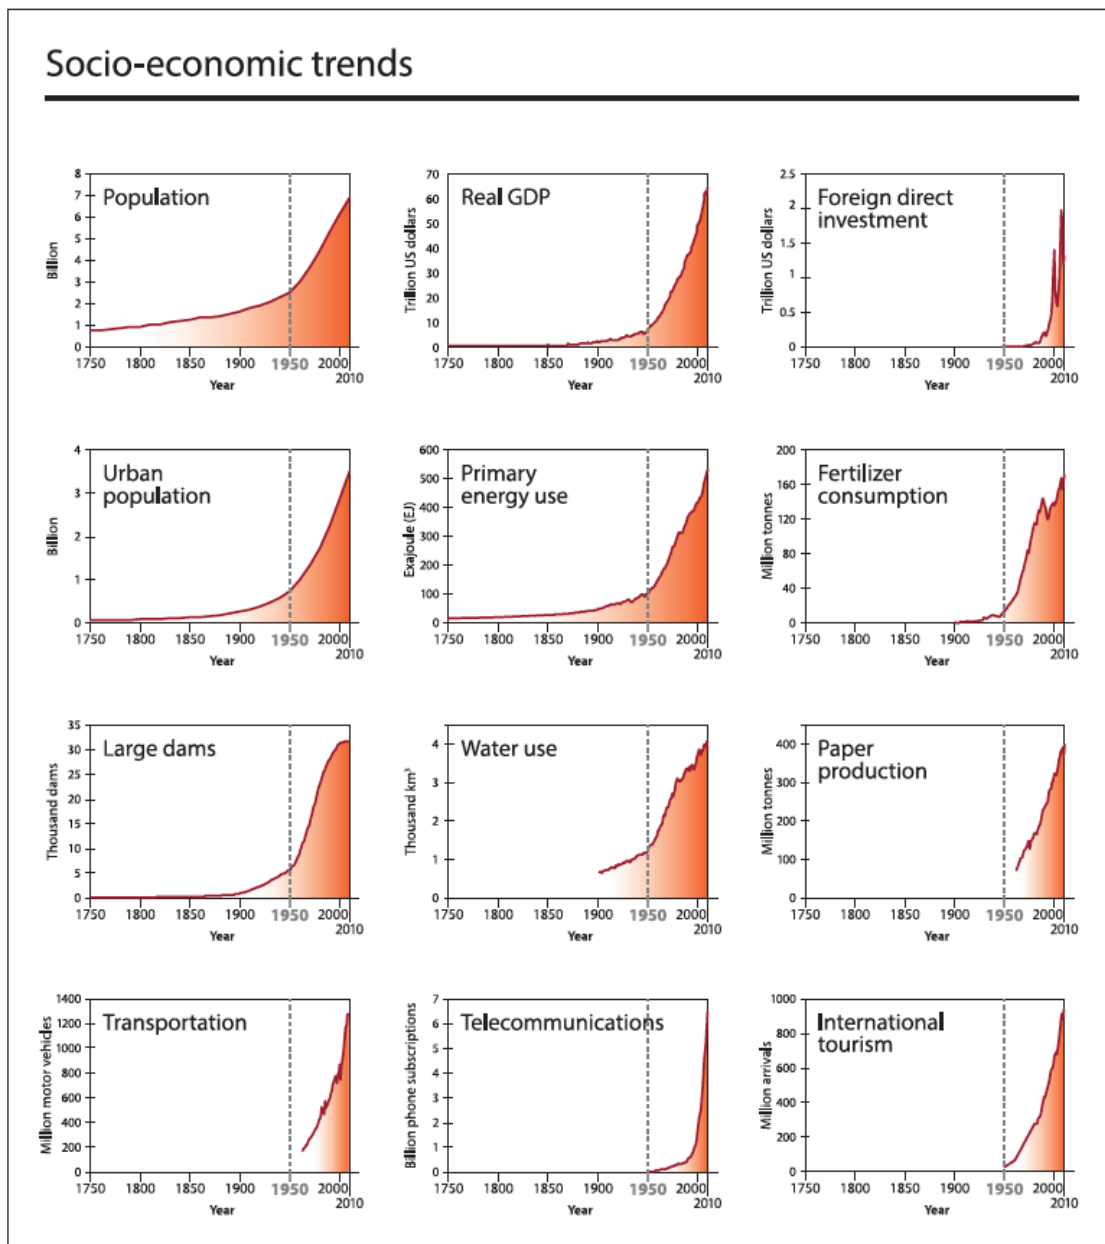 Socio-economic trends
Population
Billion
8
7
6
5
4
3
2
1
0
1750 1800 1850 1900 1950 2000
2010
Year
Real GDP
Trillion US dollars
70
60
50
40
30
20
10
0
1750 1800 1850 1900 1950 2000
2010
Year
Foreign direct
investment
Trillion US dollars
2.5
2
1.5
1
0.5
0
1750 1800 1850 1900 1950 2000
2010
Year
Urban
population
Billion
4
3
2
1
0
1750 1800 1850 1900 1950 2000
2010
Year
Primary
energy use
Exajoule (EJ)
600
500
400
300
200
100
0
1750 1800 1850 1900 1950 2000
2010
Year
Fertilizer
consumption
Million tonnes
200
160
120
80
40
0
1750 1800 1850 1900 1950 2000
2010
Year
Large dams
Thousand dams
35
30
25
20
15
10
5
0
1750 1800 1850 1900 1950 2000
2010
Year
Water use
Thousand km³
4
3
2
1
0
1750 1800 1850 1900 1950 2000
2010
Year
Paper
production
Million tonnes
400
300
200
100
0
1750 1800 1850 1900 1950 2000
2010
Year
Transportation
Million motor vehicles
1400
1200
1000
800
600
400
200
0
1750 1800 1850 1900 1950 2000
2010
Year
Telecommunications
Billion phone subscriptions
7
6
5
4
3
2
1
0
1750 1800 1850 1900 1950 2000
2010
Year
International
tourism
Million arrivals
1000
800
600
400
200
0
1750 1800 1850 1900 1950 2000
2010
Year